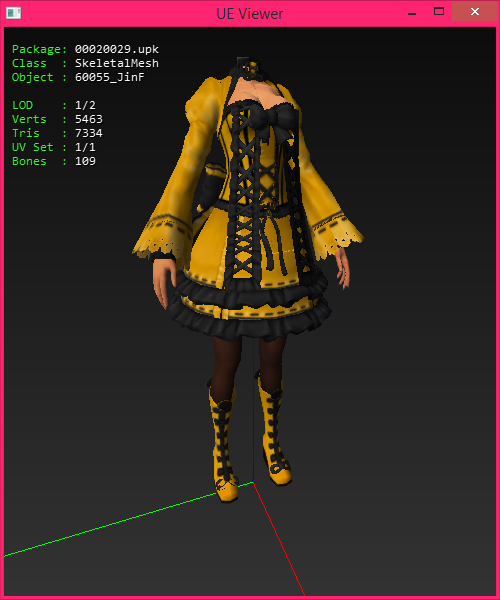 UE Viewer
Package: 00020029.upk
Class : SkeletalMesh
Object : 60055_JinF
LOD : 1/2
Verts : 5463
Tris : 7334
UV Set : 1/1
Bones : 109